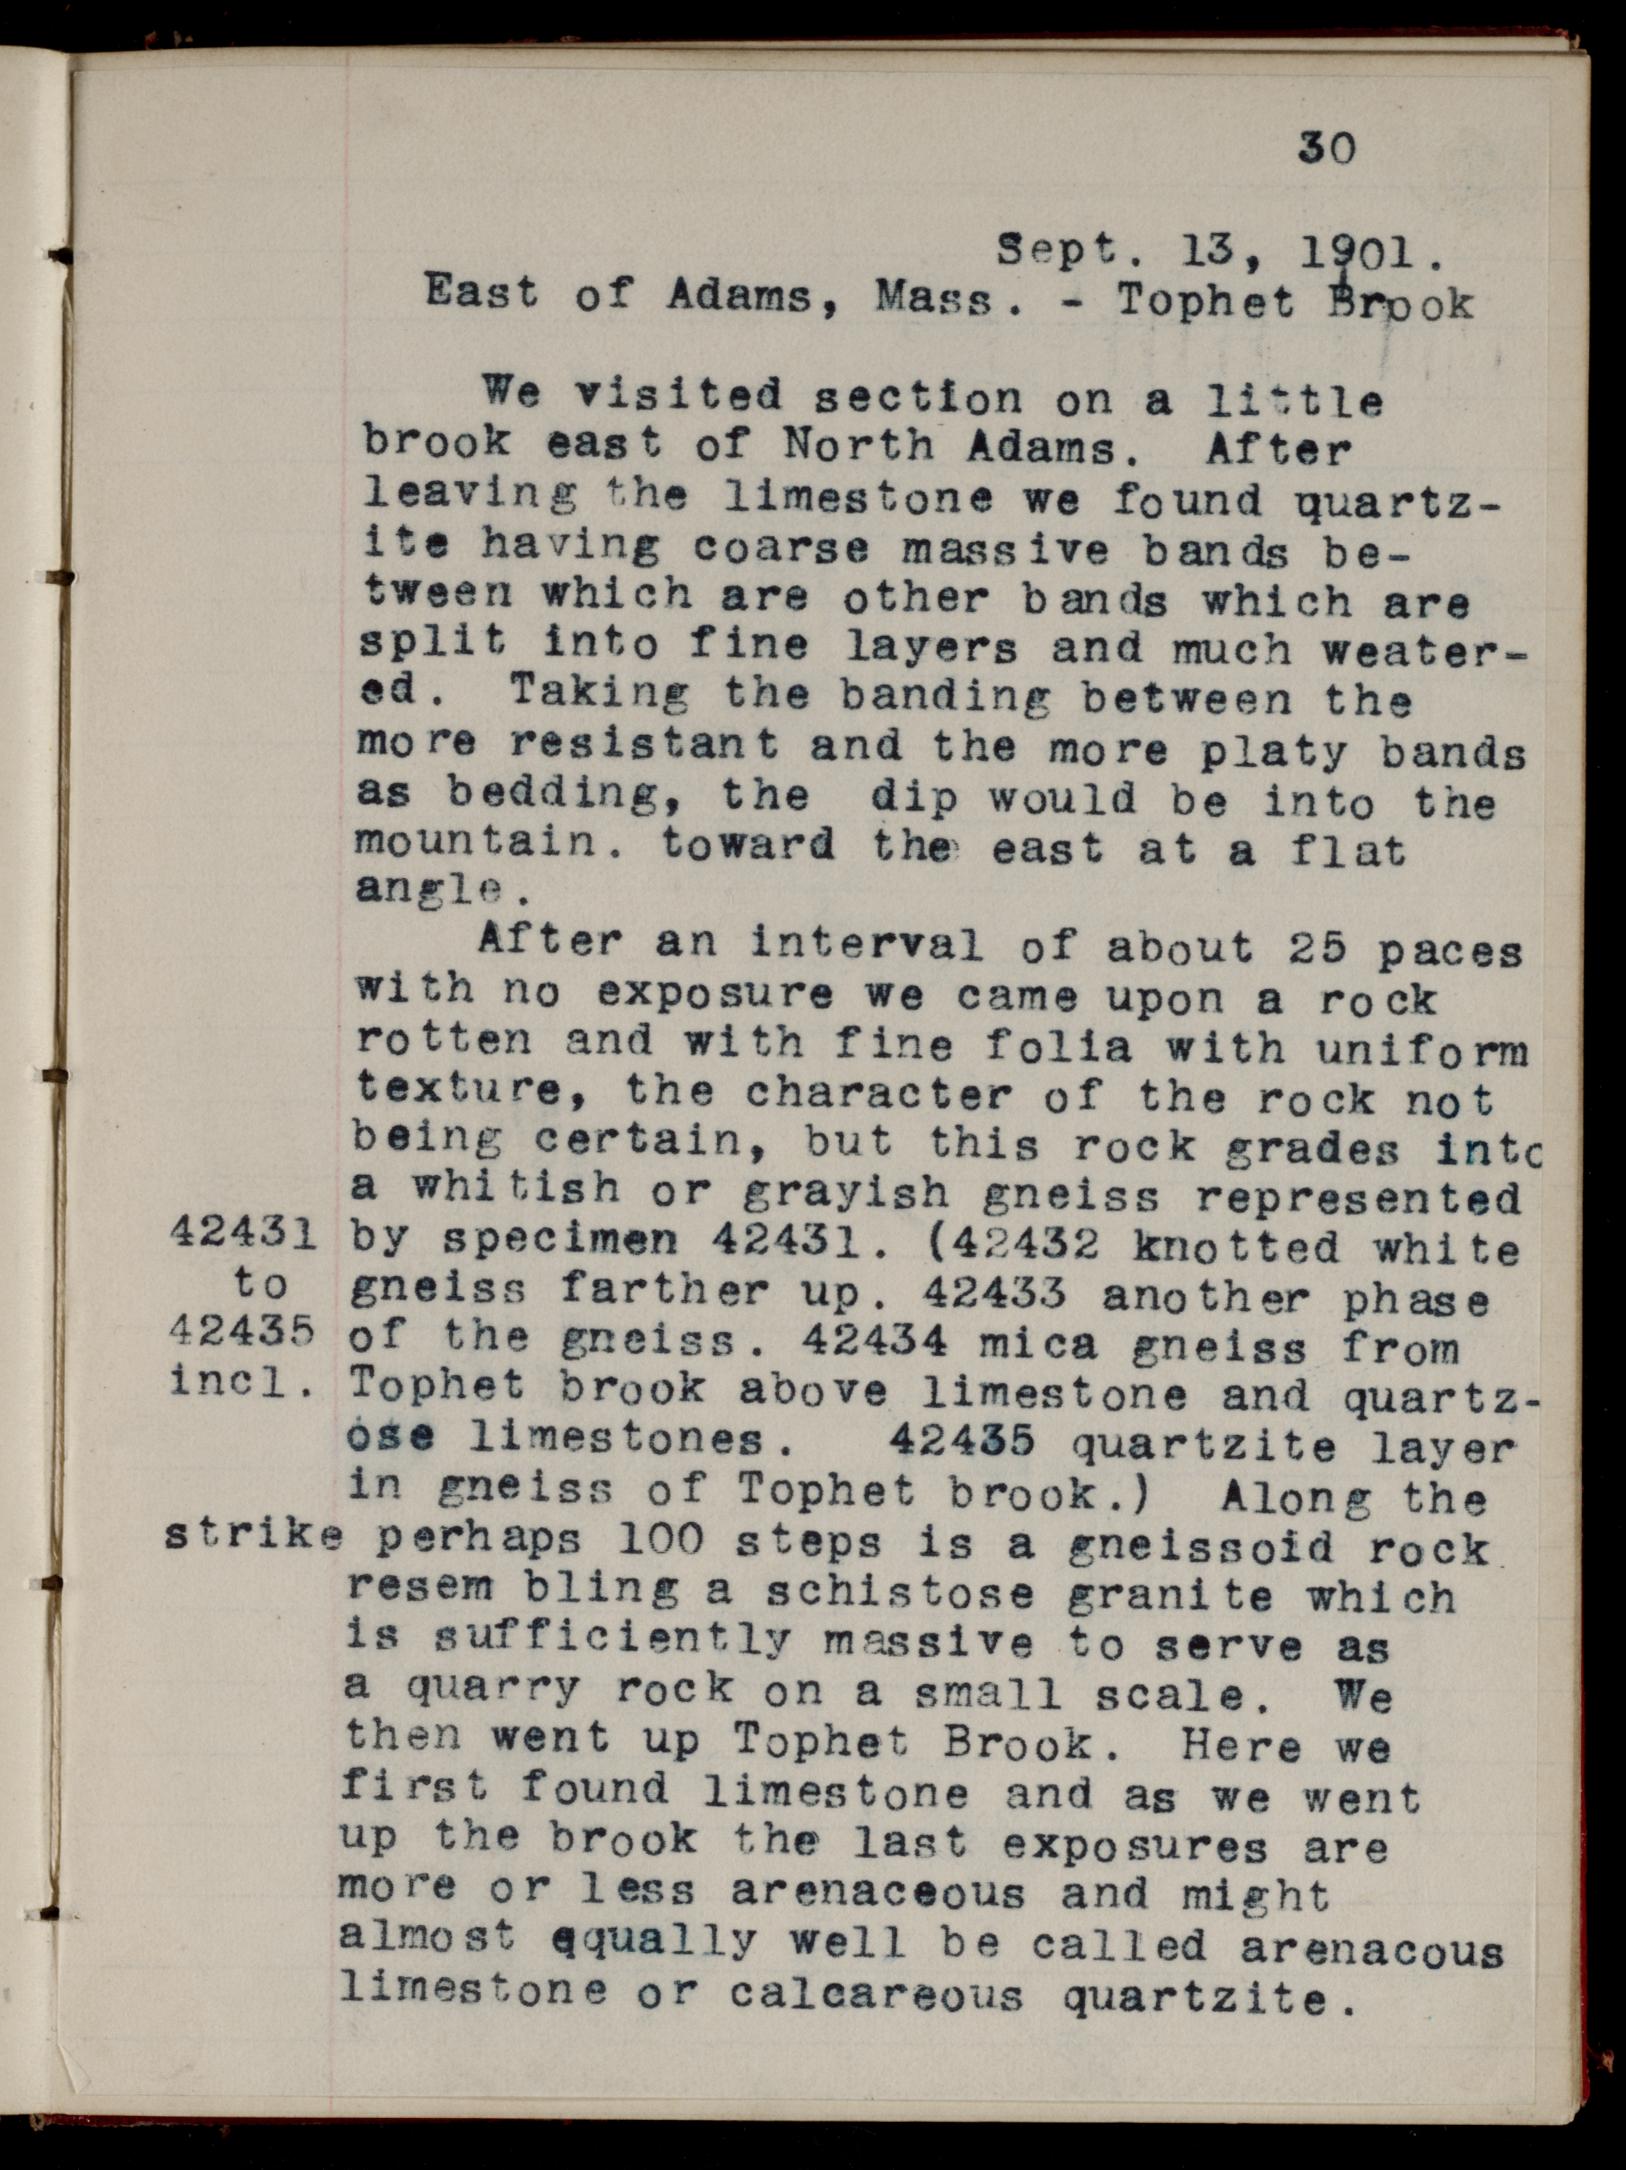 30
Sept. 13, 1901.
East of Adams, Mass. - Tophet Brook
We visited section on a little
brook east of North Adams. After
leaving the limestone we found quartz-
ite having coarse massive bands be-
tween which are other bands which are
split into fine layers and much weater-
ed. Taking the banding between the
more resistant and the more platy bands
as bedding, the dip would be into the
mountain. toward the east at a flat
angle.
After an interval of about 25 paces
with no exposure we came upon a rock
rotten and with fine folia with uniform
texture, the character of the rock not
being certain, but this rock grades into
a whitish or grayish gneiss represented
42431 by specimen 42431. (42432 knotted white
to gneiss farther up. 42433 another phase
42435 of the gneiss. 42434 mica gneiss from
incl. Tophet brook above limestone and quartz-
ose limestones. 42435 quartzite layer
in gneiss of Tophet brook.) Along the
strike perhaps 100 steps is a gneissoid rock
resem bling a schistose granite which
is sufficiently massive to serve as
a quarry rock on a small scale. We
then went up Tophet Brook. Here we
first found limestone and as we went
up the brook the last exposures are
more or less arenaceous and might
almost eqqually well be called arenacous
limestone or calcareous quartzite.